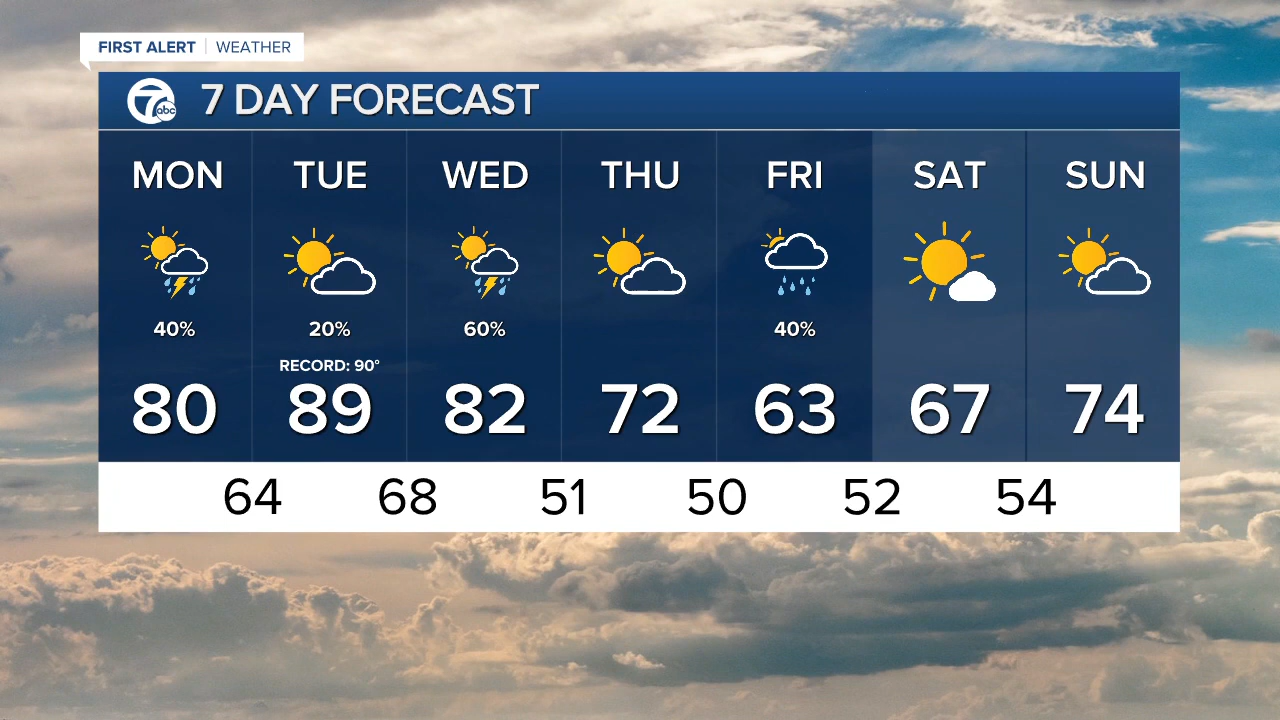 FIRST ALERT WEATHER
7 abc 7 DAY FORECAST
MON TUE WED THU FRI SAT SUN
40% 20% 60% 40%
RECORD: 90°
80 89 82 72 63 67 74
64 68 51 50 52 54